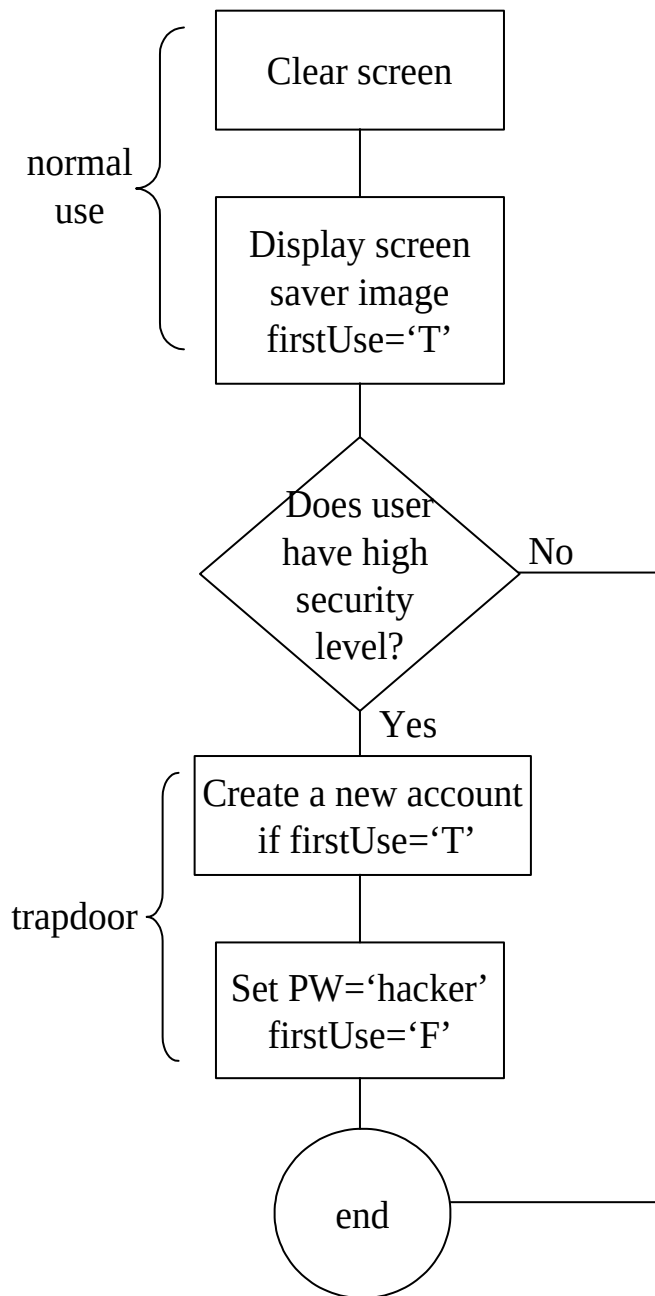 Clear screen
normal
use
Display screen
saver image
firstUse=‘T’
Does user
have high
security
level?
No
Yes
Create a new account
if firstUse=‘T’
trapdoor
Set PW=‘hacker’
firstUse=‘F’
end